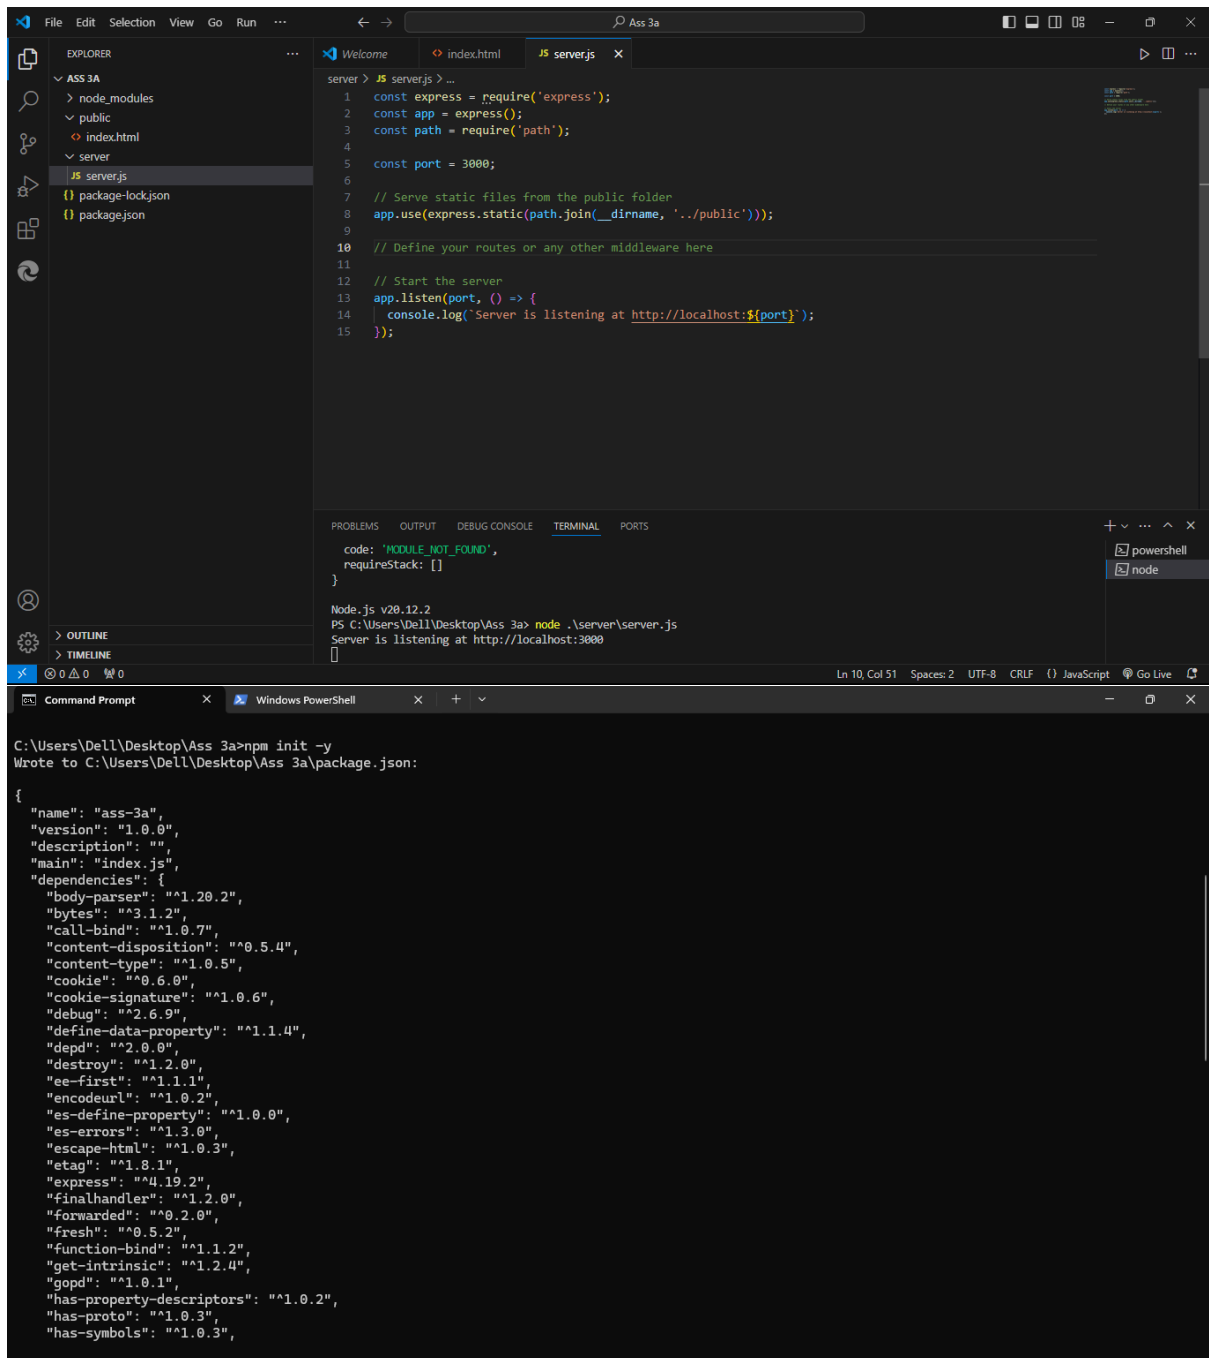 File Edit Selection View Go Run ···
Ass 3a
EXPLORER
ASS 3A
node_modules
public
index.html
server
JS server.js
{} package-lock.json
{} package.json
OUTLINE
TIMELINE
Welcome
<> index.html
JS server.js
server > JS server.js > ...
1 const express = require('express');
2 const app = express();
3 const path = require('path');
4
5 const port = 3000;
6
7 // Serve static files from the public folder
8 app.use(express.static(path.join(__dirname, '../public')));
9
10 // Define your routes or any other middleware here
11
12 // Start the server
13 app.listen(port, () => {
14 console.log(`Server is listening at http://localhost:${port}`);
15 });
PROBLEMS OUTPUT DEBUG CONSOLE TERMINAL PORTS
code: 'MODULE_NOT_FOUND',
requireStack: []
}
Node.js v20.12.2
PS C:\Users\Dell\Desktop\Ass 3a> node .\server\server.js
Server is listening at http://localhost:3000
powershell
node
0 0 0
Ln 10, Col 51 Spaces: 2 UTF-8 CRLF {} JavaScript Go Live
Command Prompt
Windows PowerShell
C:\Users\Dell\Desktop\Ass 3a>npm init -y
Wrote to C:\Users\Dell\Desktop\Ass 3a\package.json:
{
"name": "ass-3a",
"version": "1.0.0",
"description": "",
"main": "index.js",
"dependencies": {
"body-parser": "^1.20.2",
"bytes": "^3.1.2",
"call-bind": "^1.0.7",
"content-disposition": "^0.5.4",
"content-type": "^1.0.5",
"cookie": "^0.6.0",
"cookie-signature": "^1.0.6",
"debug": "^2.6.9",
"define-data-property": "^1.1.4",
"depd": "^2.0.0",
"destroy": "^1.2.0",
"ee-first": "^1.1.1",
"encodeurl": "^1.0.2",
"es-define-property": "^1.0.0",
"es-errors": "^1.3.0",
"escape-html": "^1.0.3",
"etag": "^1.8.1",
"express": "^4.19.2",
"finalhandler": "^1.2.0",
"forwarded": "^0.2.0",
"fresh": "^0.5.2",
"function-bind": "^1.1.2",
"get-intrinsic": "^1.2.4",
"gopd": "^1.0.1",
"has-property-descriptors": "^1.0.2",
"has-proto": "^1.0.3",
"has-symbols": "^1.0.3",